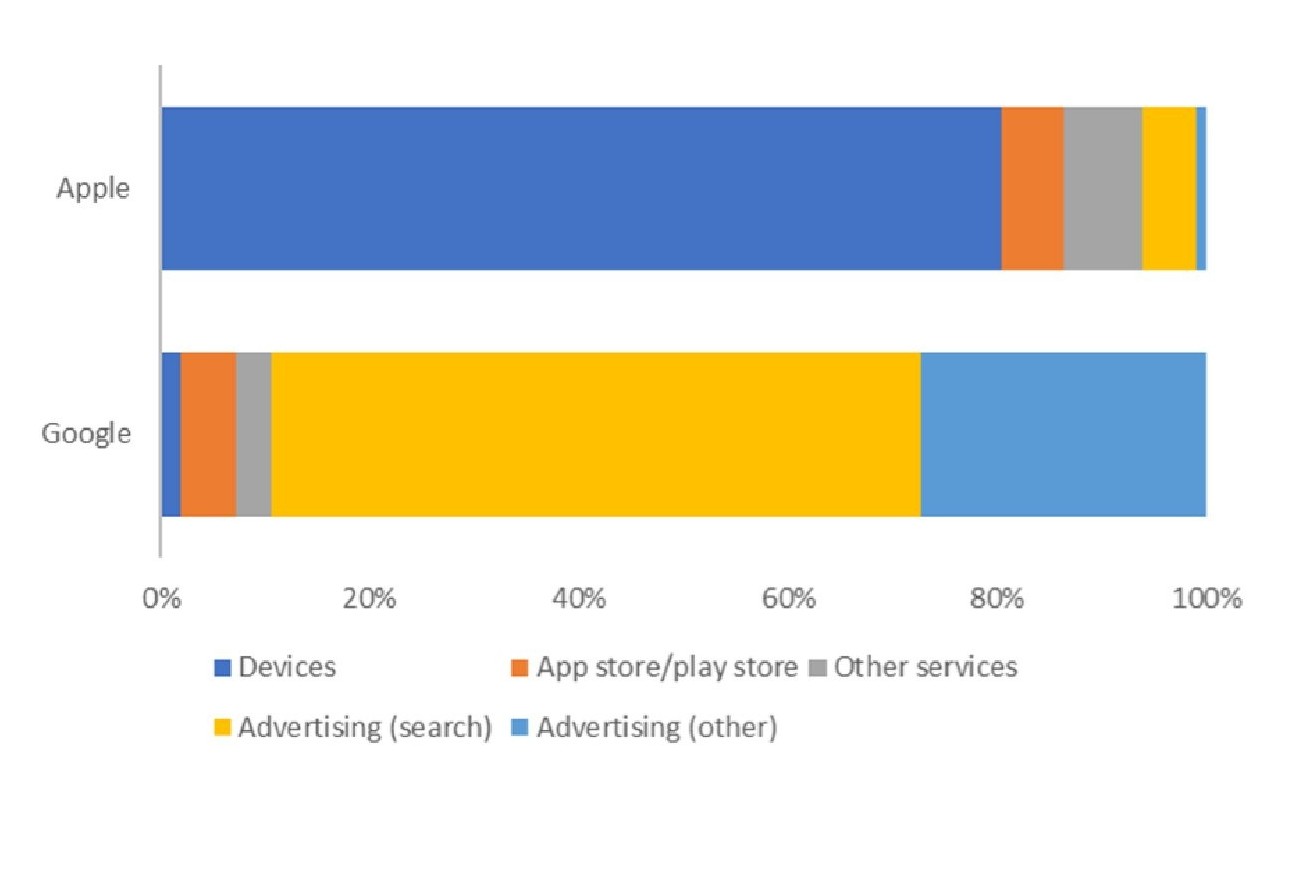 Apple
Google
0% 20% 40% 60% 80% 100%
Devices App store/play store Other services
Advertising (search) Advertising (other)